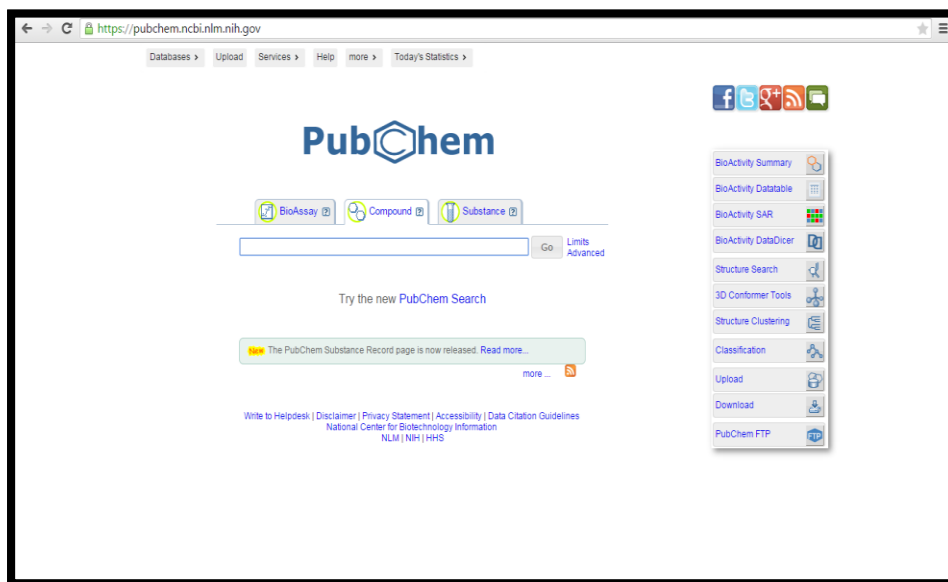 https://pubchem.ncbi.nlm.nih.gov
Databases › Upload Services › Help more › Today's Statistics ›
PubChem
BioAssay ? Compound ? Substance ?
Go
Limits
Advanced
Try the new PubChem Search
New The PubChem Substance Record page is now released. Read more...
more ...
Write to Helpdesk | Disclaimer | Privacy Statement | Accessibility | Data Citation Guidelines
National Center for Biotechnology Information
NLM | NIH | HHS
BioActivity Summary
BioActivity Datatable
BioActivity SAR
BioActivity DataDicer
Structure Search
3D Conformer Tools
Structure Clustering
Classification
Upload
Download
PubChem FTP
FTP